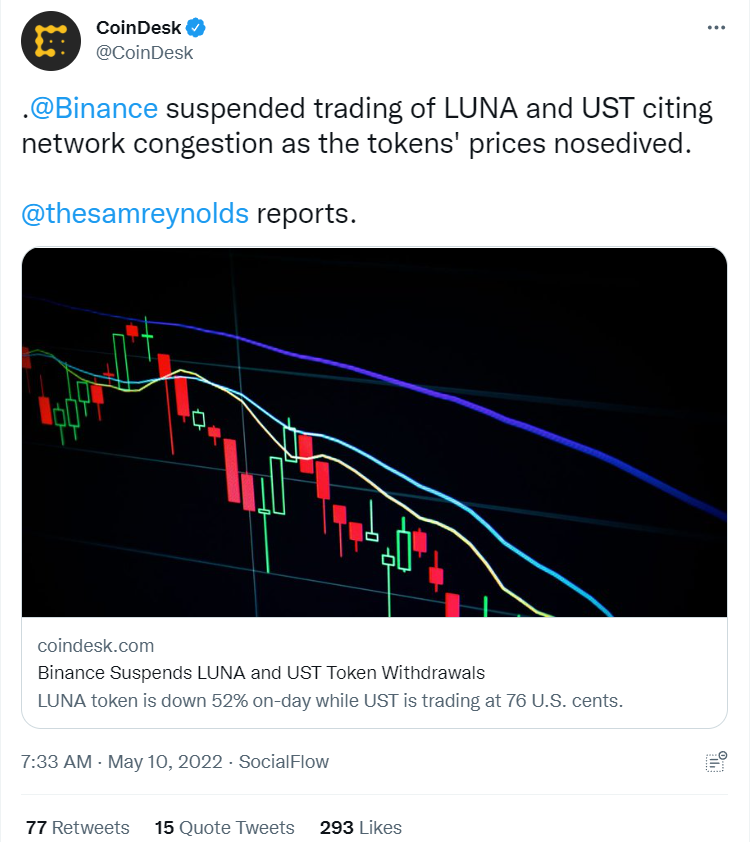 CoinDesk
@CoinDesk
.@Binance suspended trading of LUNA and UST citing
network congestion as the tokens' prices nosedived.
@thesamreynolds reports.
coindesk.com
Binance Suspends LUNA and UST Token Withdrawals
LUNA token is down 52% on-day while UST is trading at 76 U.S. cents.
7:33 AM · May 10, 2022 · SocialFlow
77 Retweets 15 Quote Tweets 293 Likes